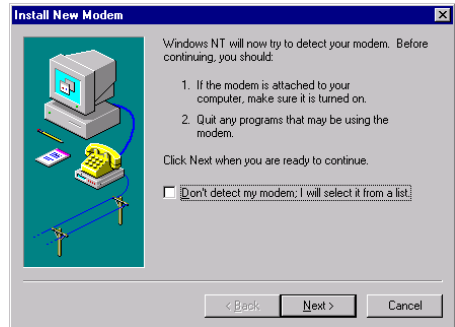 Install New Modem
Windows NT will now try to detect your modem. Before
continuing, you should:
1. If the modem is attached to your
computer, make sure it is turned on.
2. Quit any programs that may be using the
modem.
Click Next when you are ready to continue.
Don't detect my modem; I will select it from a list.
< Back
Next >
Cancel